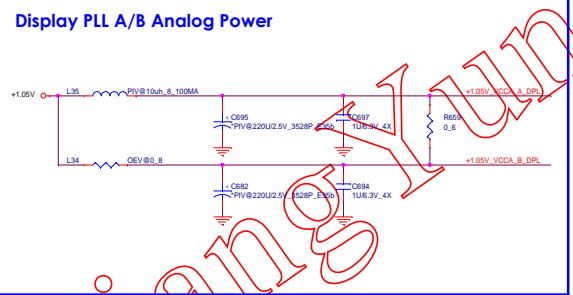 Display PLL A/B Analog Power
+1.05V L35 PIV@10uh_8_100MA +1.05V_VCCA_A_DPL
+ C695 C697 R659
*PIV@220U/2.5V_3528P_E35b 1U/6.3V_4X 0_6
L34 OEV@0_8 +1.05V_VCCA_B_DPL
+ C682 C694
*PIV@220U/2.5V_3528P_E35b 1U/6.3V_4X